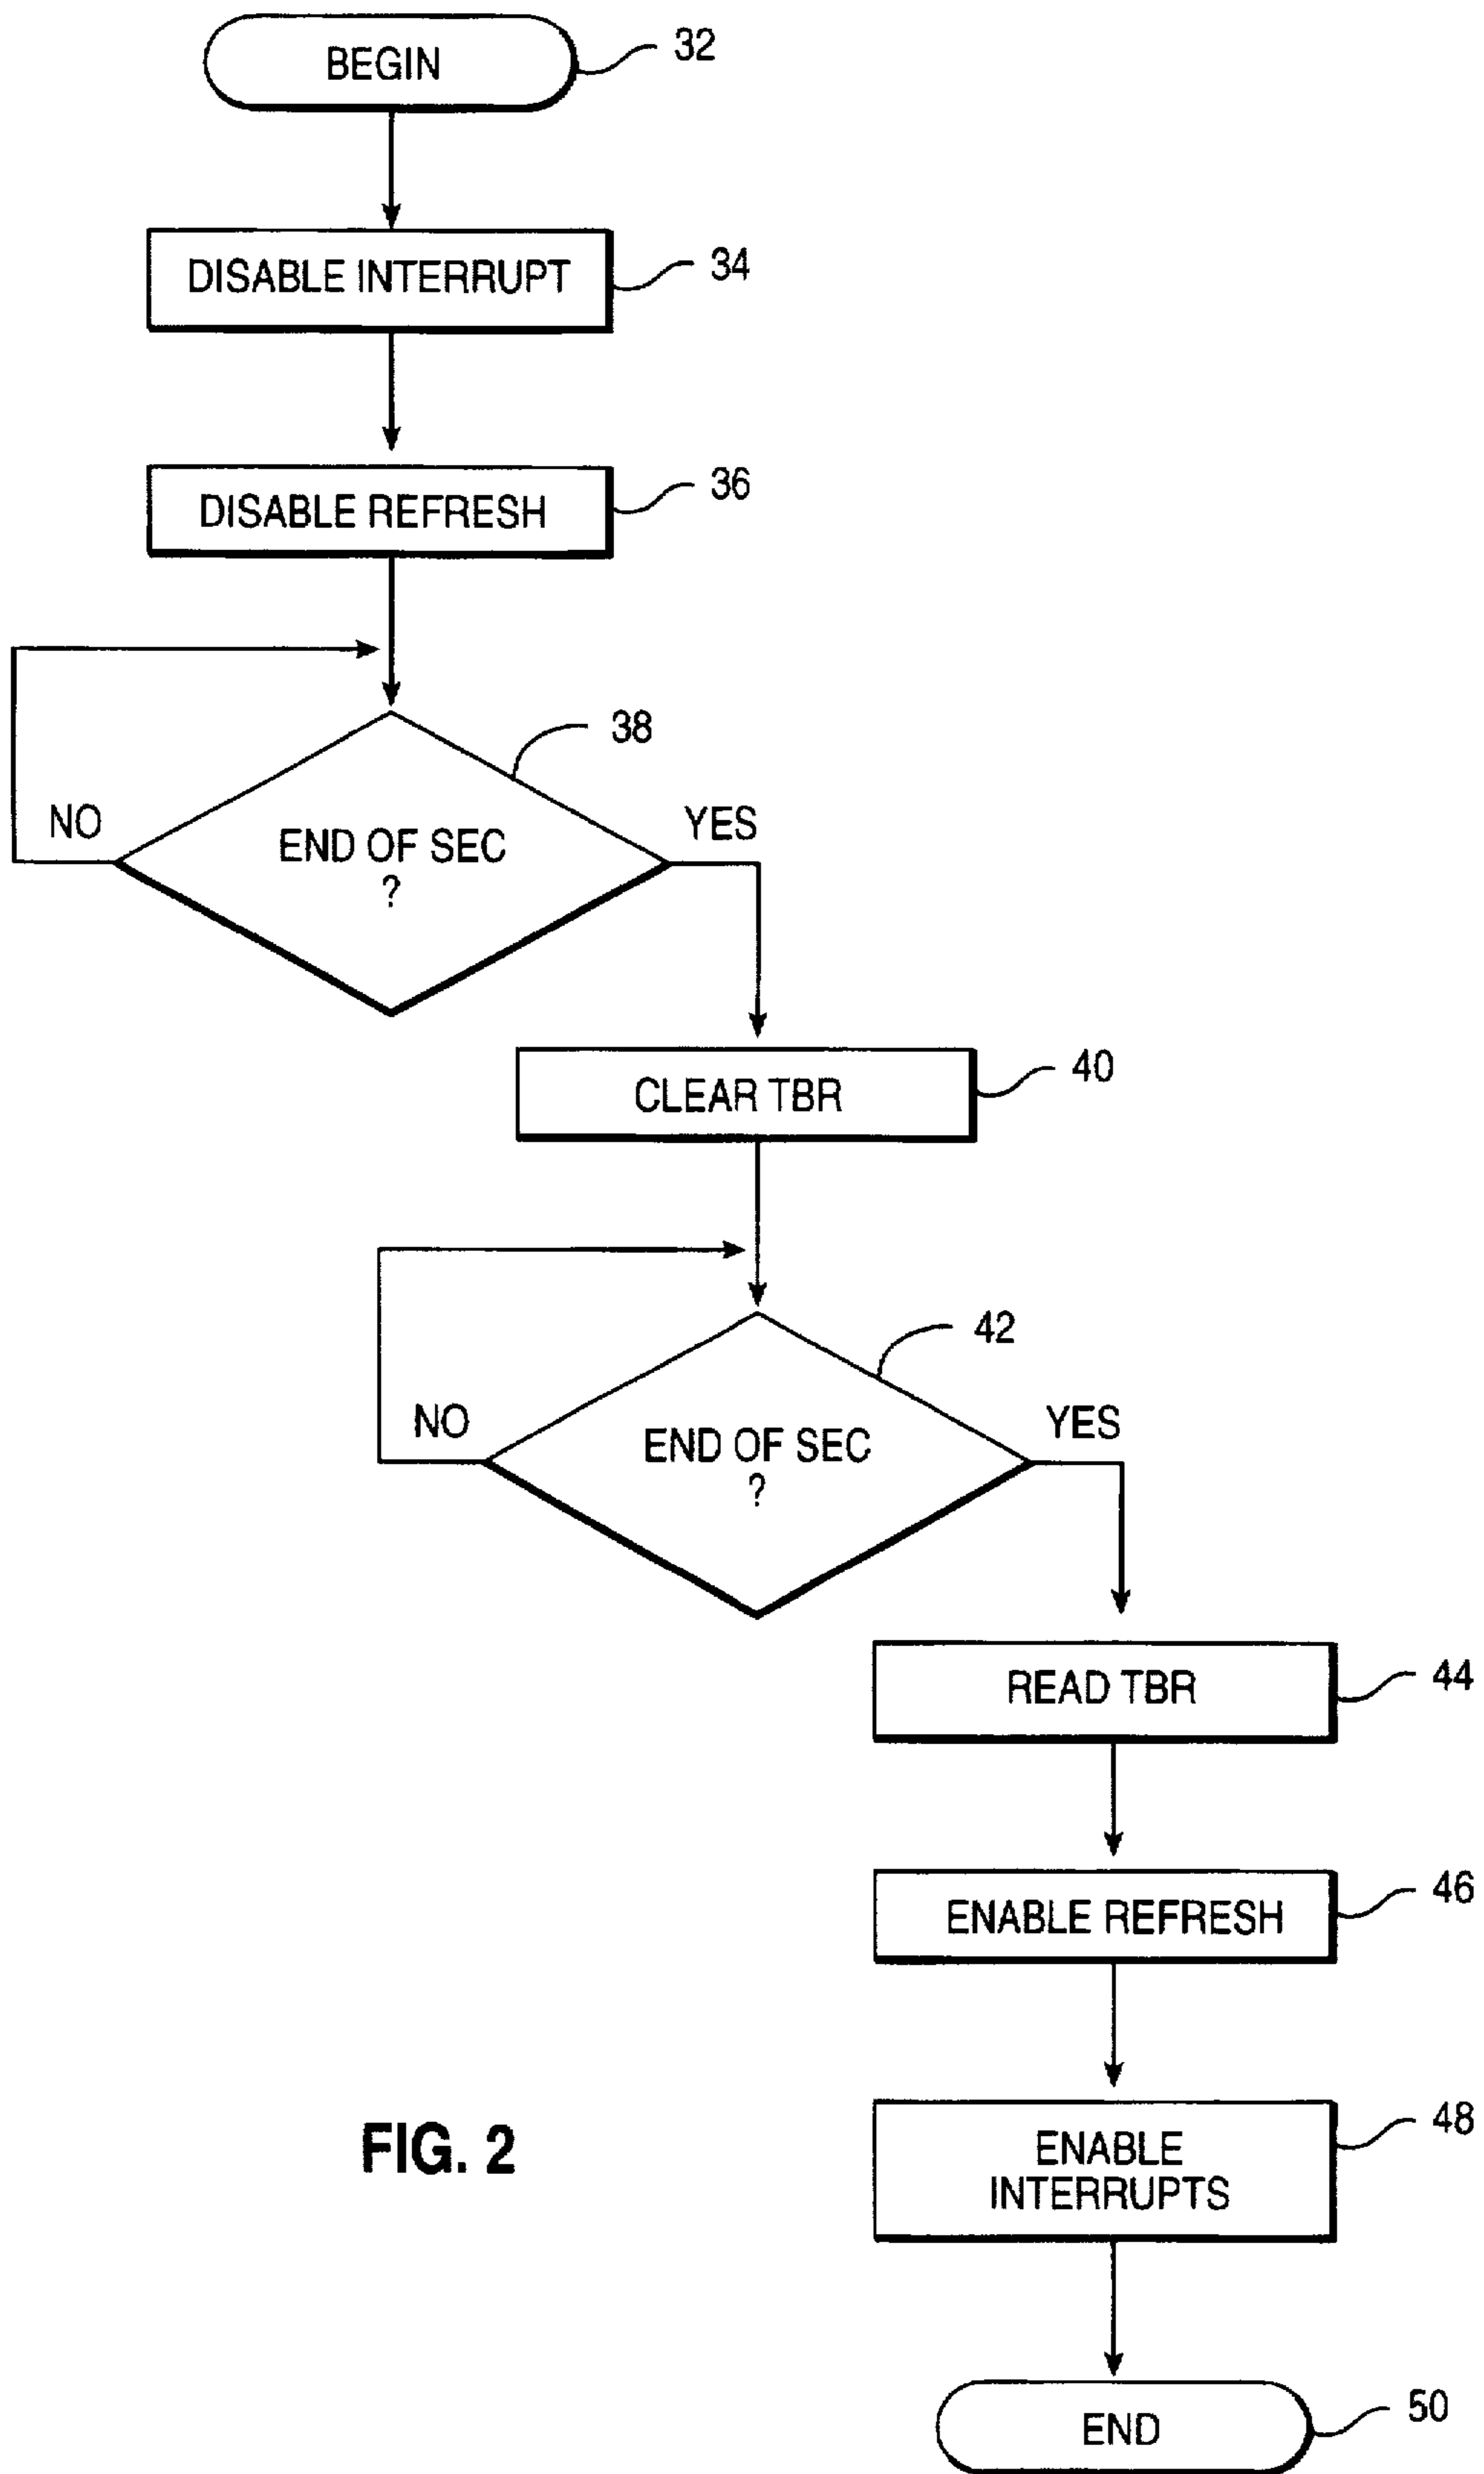 BEGIN
32
DISABLE INTERRUPT
34
DISABLE REFRESH
36
38
NO
END OF SEC
?
YES
CLEAR TBR
40
42
NO
END OF SEC
?
YES
READ TBR
44
ENABLE REFRESH
46
ENABLE
INTERRUPTS
48
FIG. 2
END
50